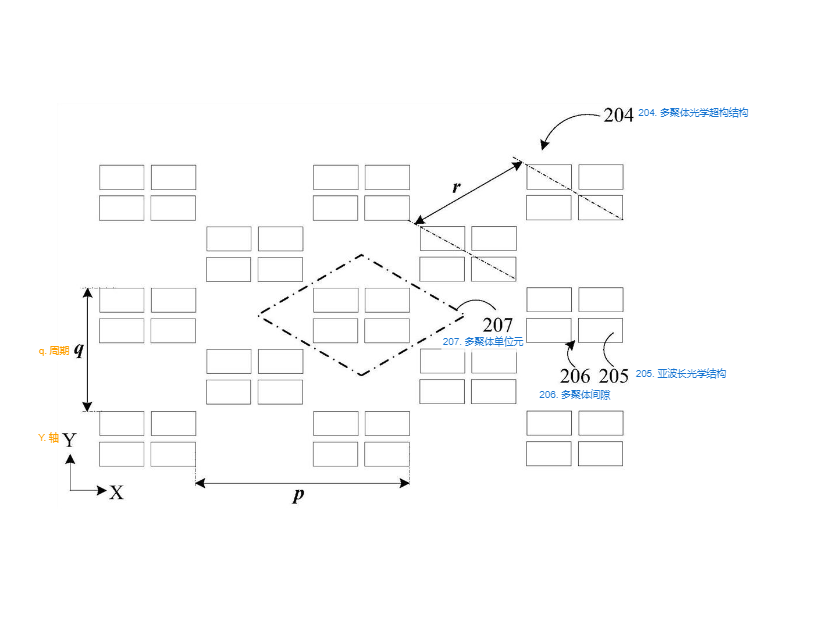 204 204. 多聚体光学超构结构
r
207
207. 多聚体单位元
q. 周期 q
206 205 205. 亚波长光学结构
206. 多聚体间隙
Y. 轴 Y
X
p